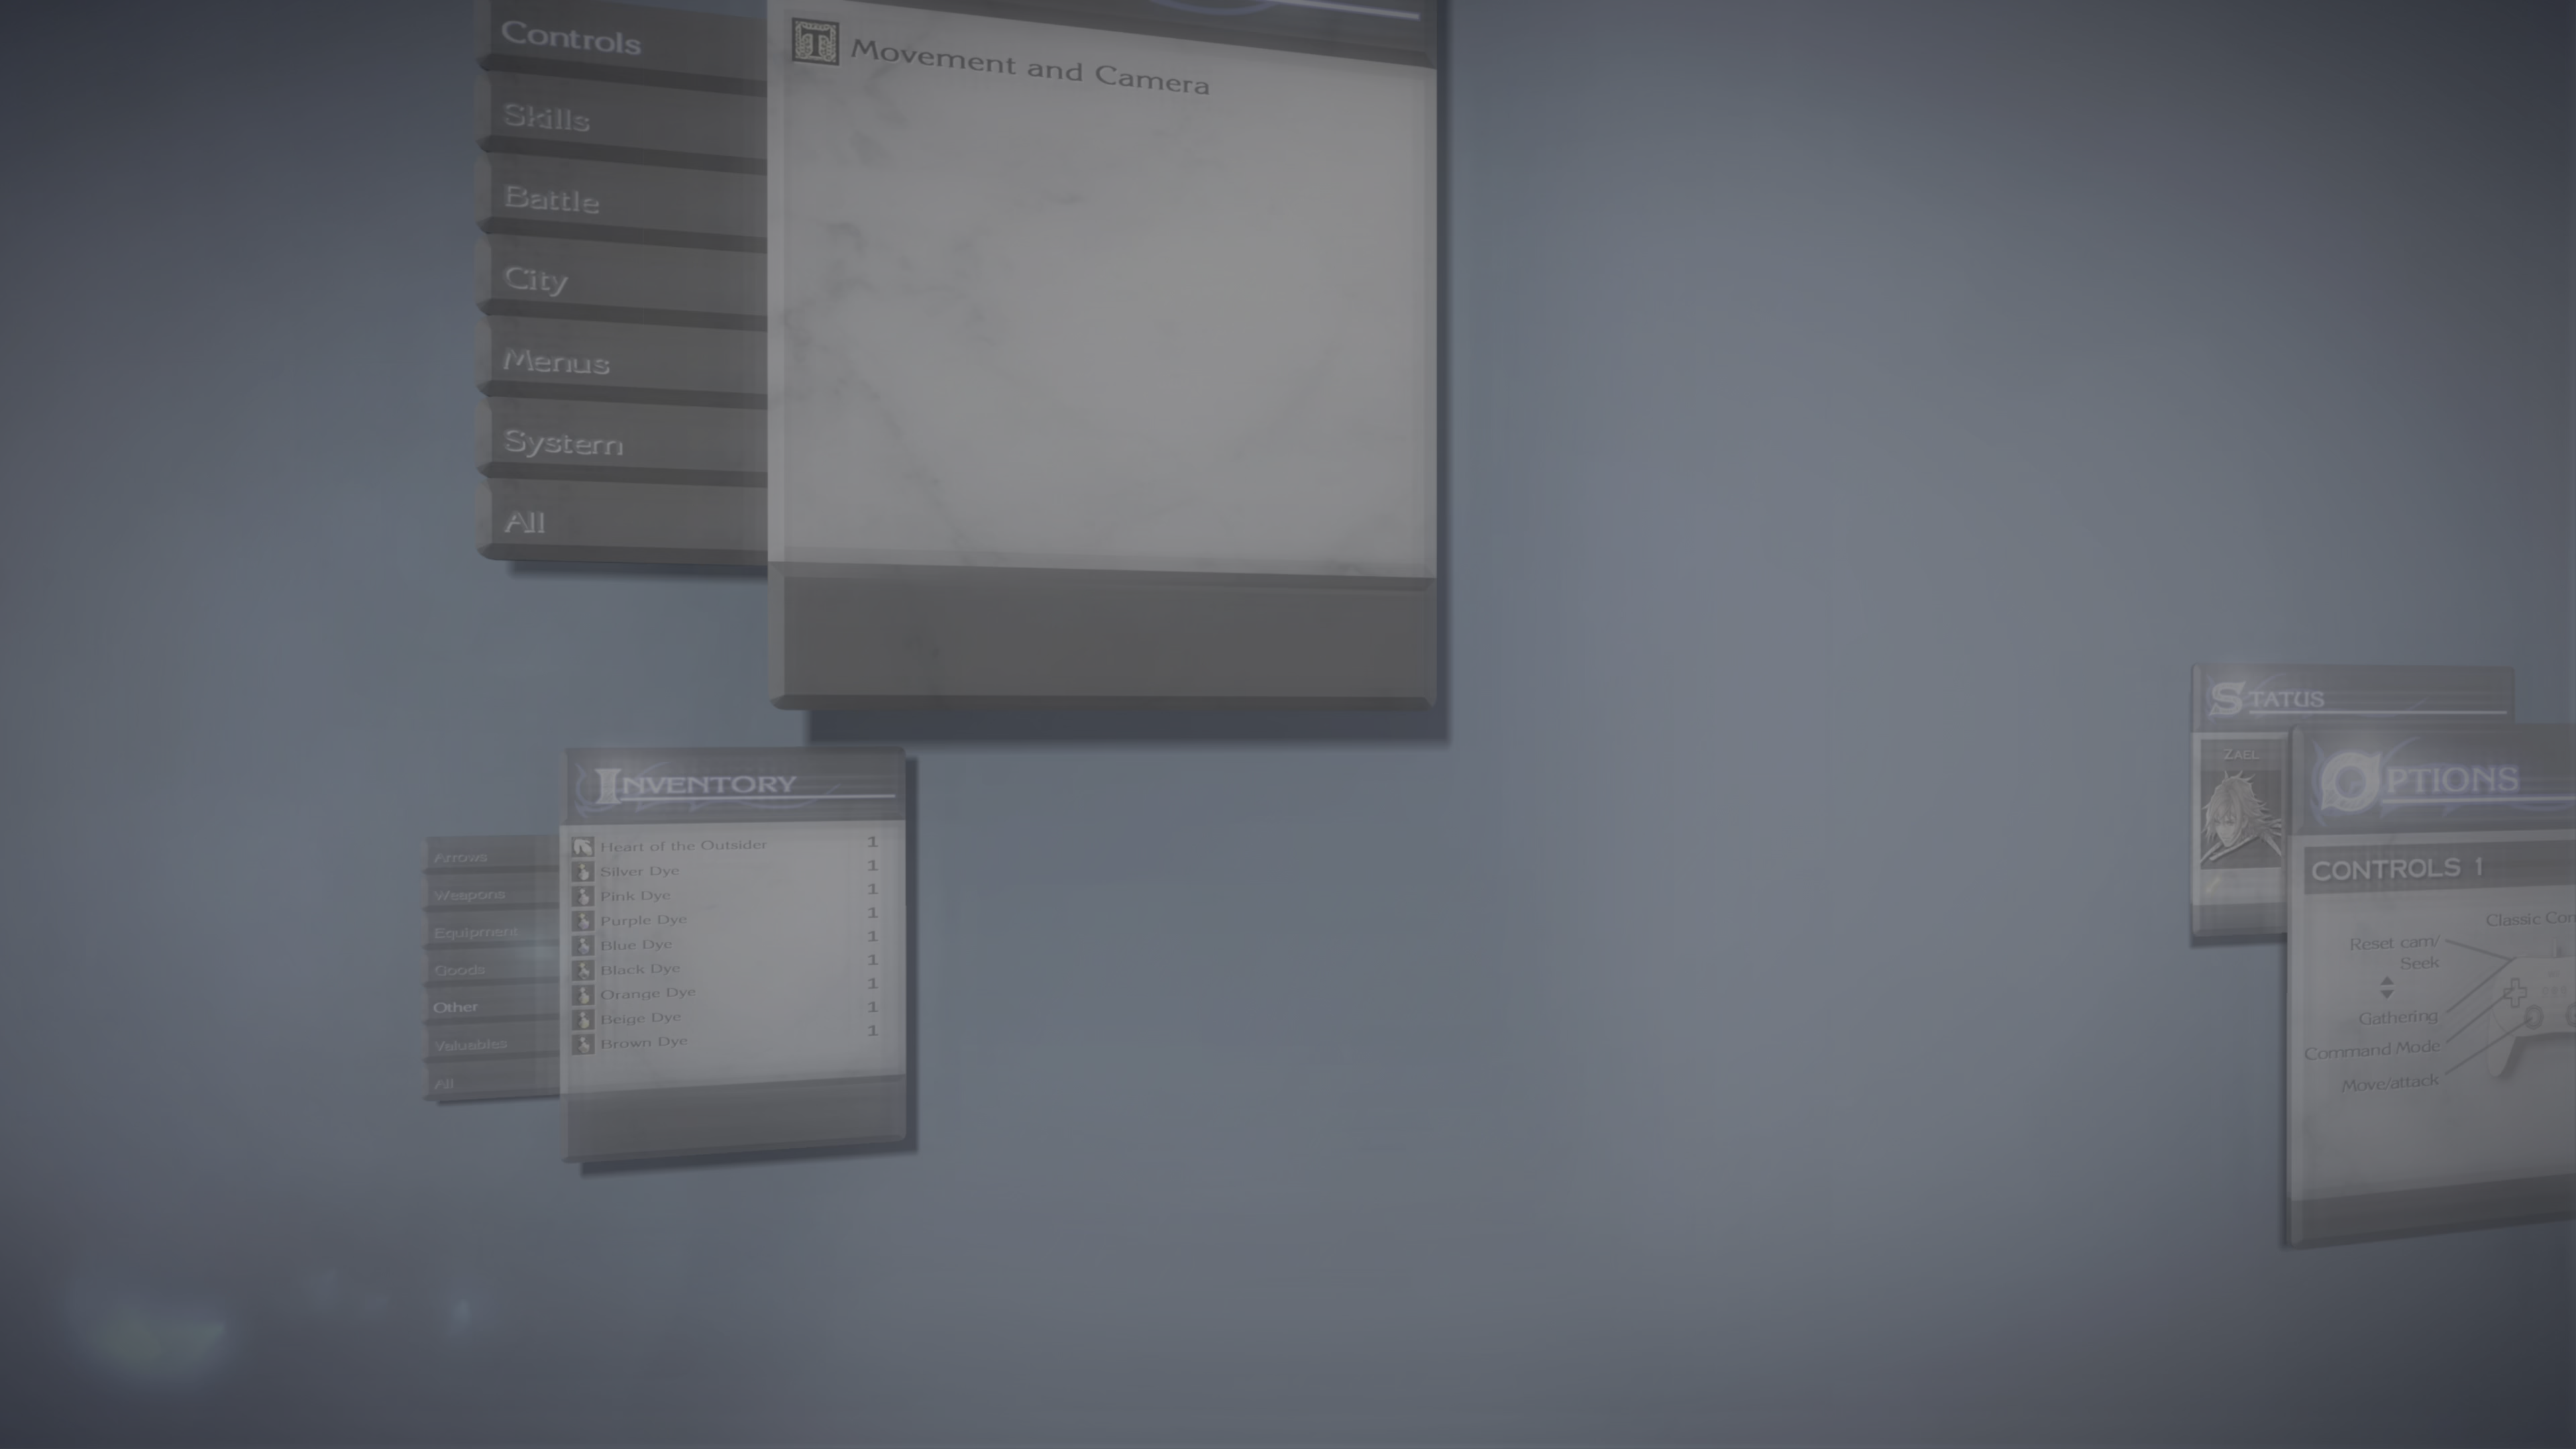 Controls
Skills
Battle
City
Menus
System
All
Movement and Camera
INVENTORY
Arrows
Weapons
Equipment
Goods
Other
Valuables
All
Heart of the Outsider 1
Silver Dye 1
Pink Dye 1
Purple Dye 1
Blue Dye 1
Black Dye 1
Orange Dye 1
Beige Dye 1
Brown Dye 1
STATUS
ZAEL
OPTIONS
CONTROLS 1
Classic Con
Reset cam/
Seek
Gathering
Command Mode
Move/attack